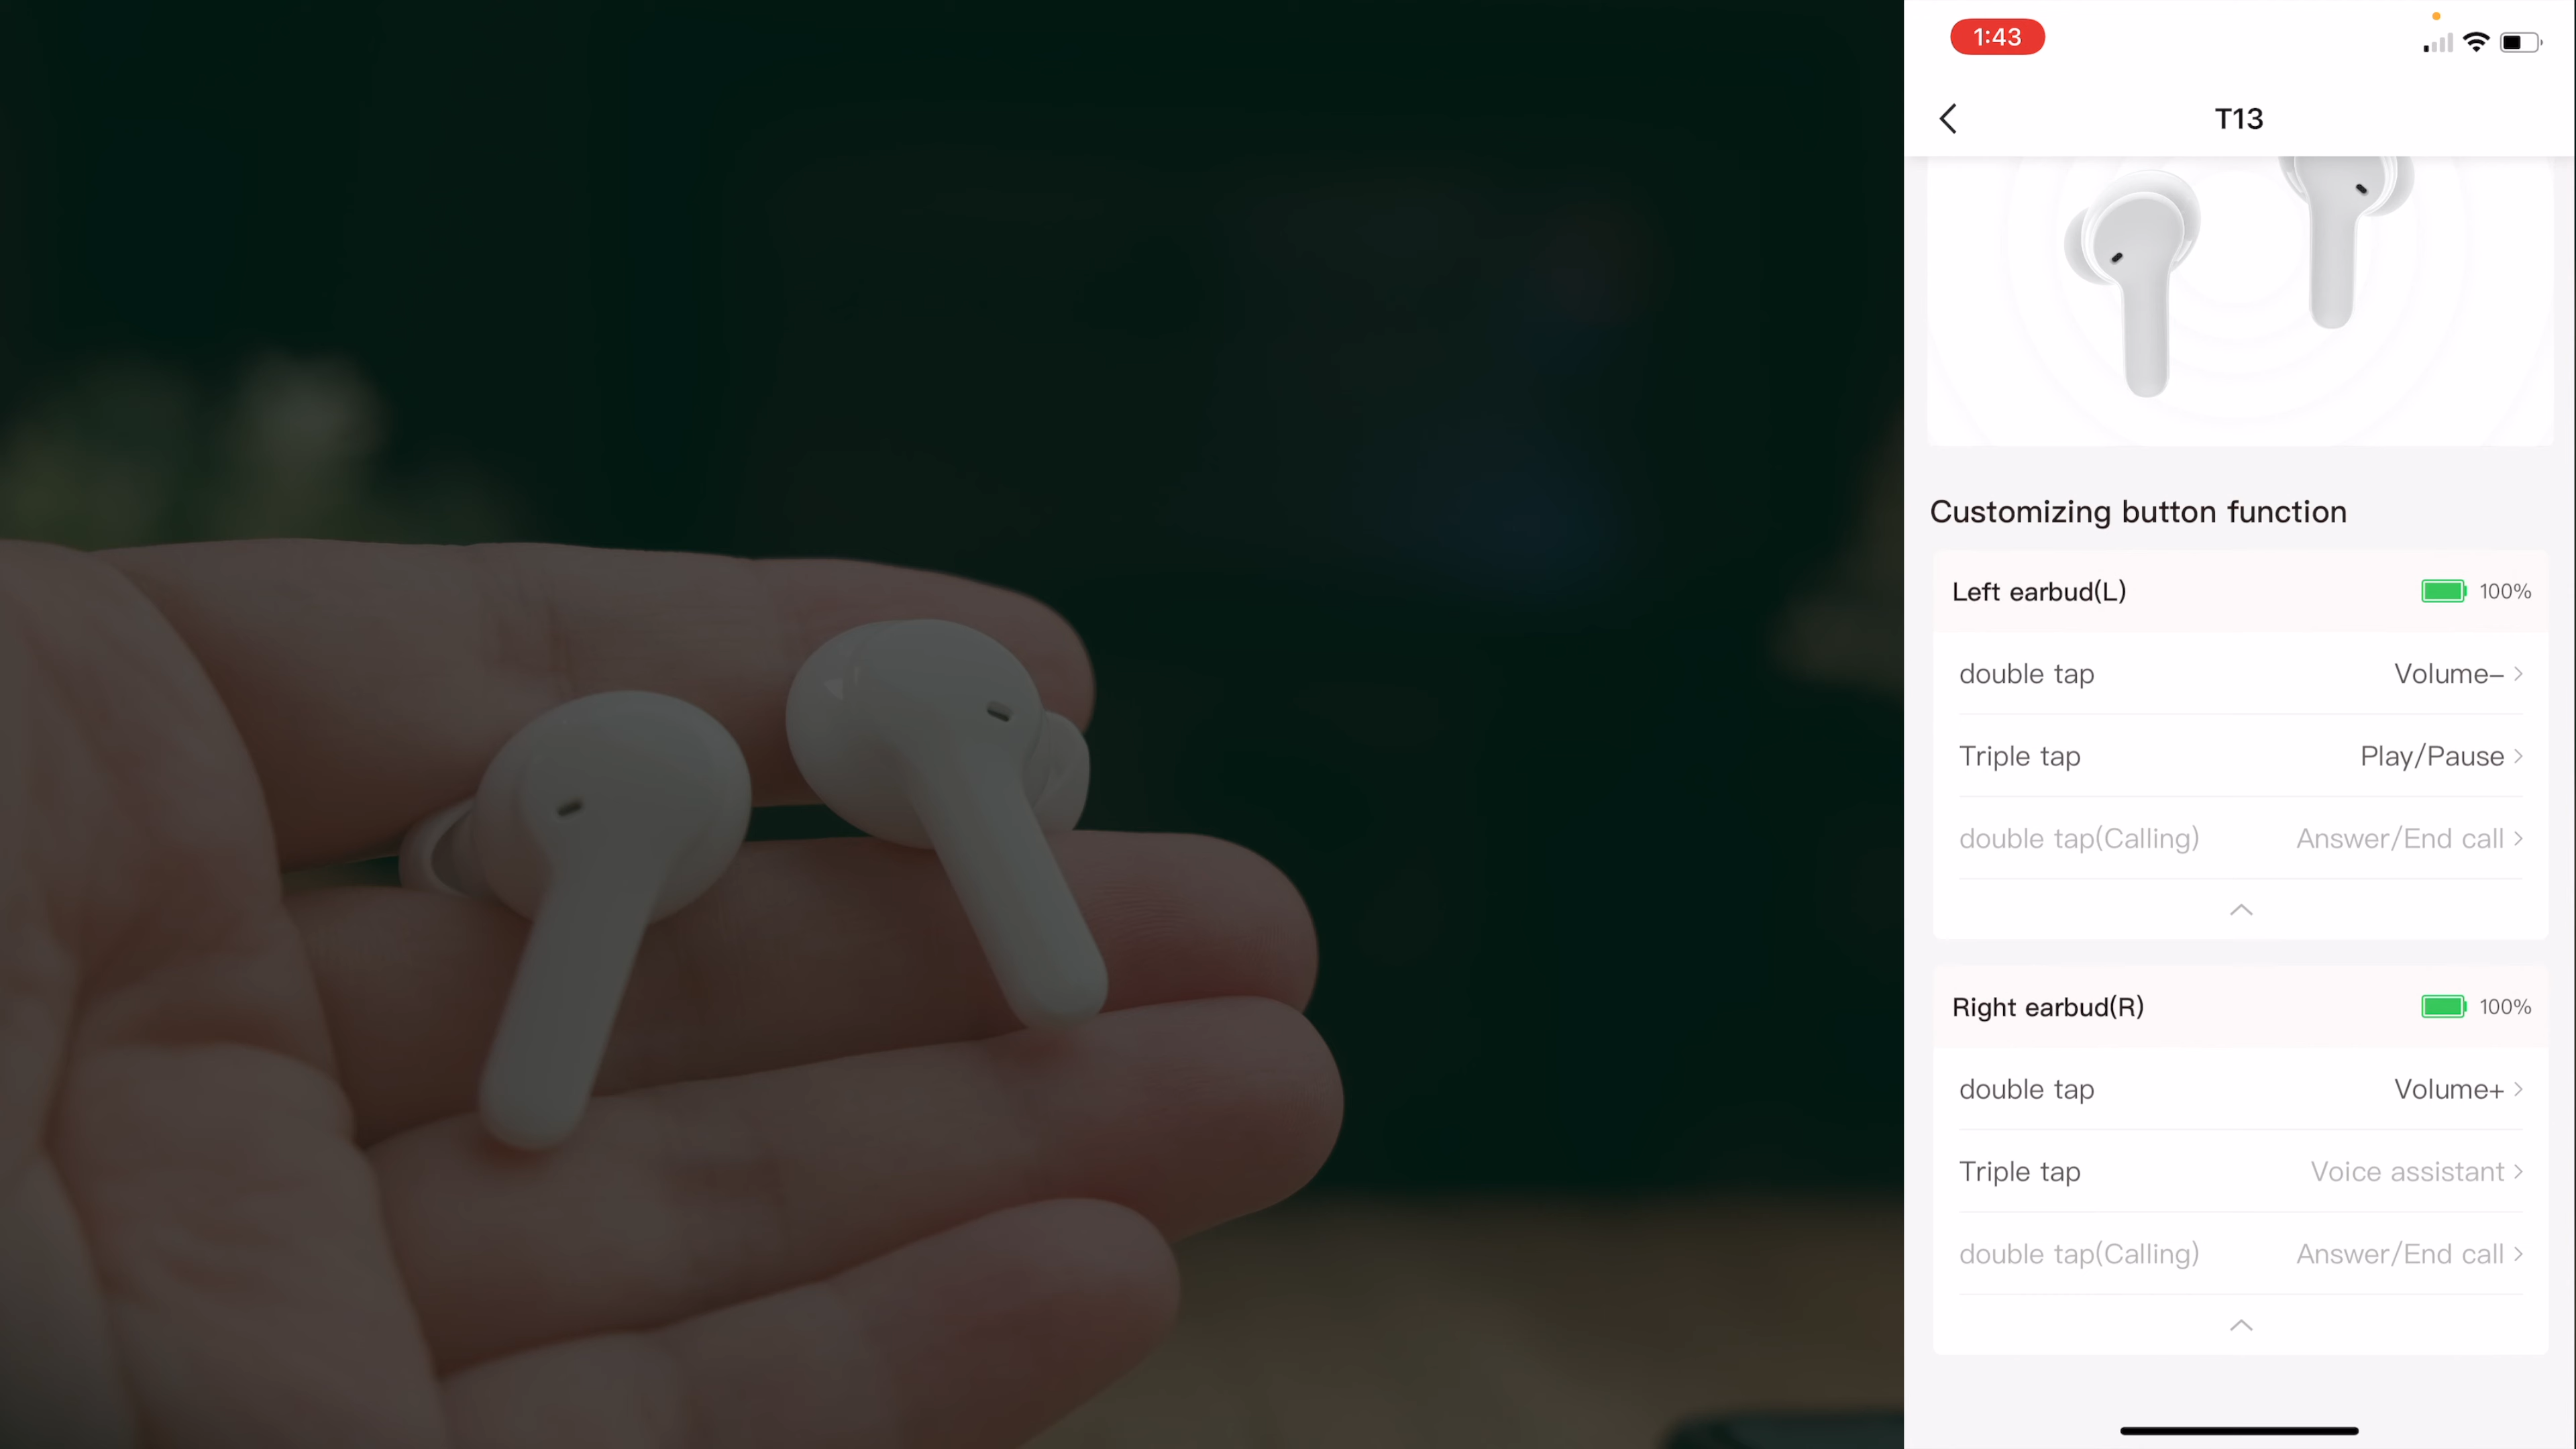 1:43
T13
Customizing button function
Left earbud(L) 100%
double tap Volume–
Triple tap Play/Pause
double tap(Calling) Answer/End call
Right earbud(R) 100%
double tap Volume+
Triple tap Voice assistant
double tap(Calling) Answer/End call